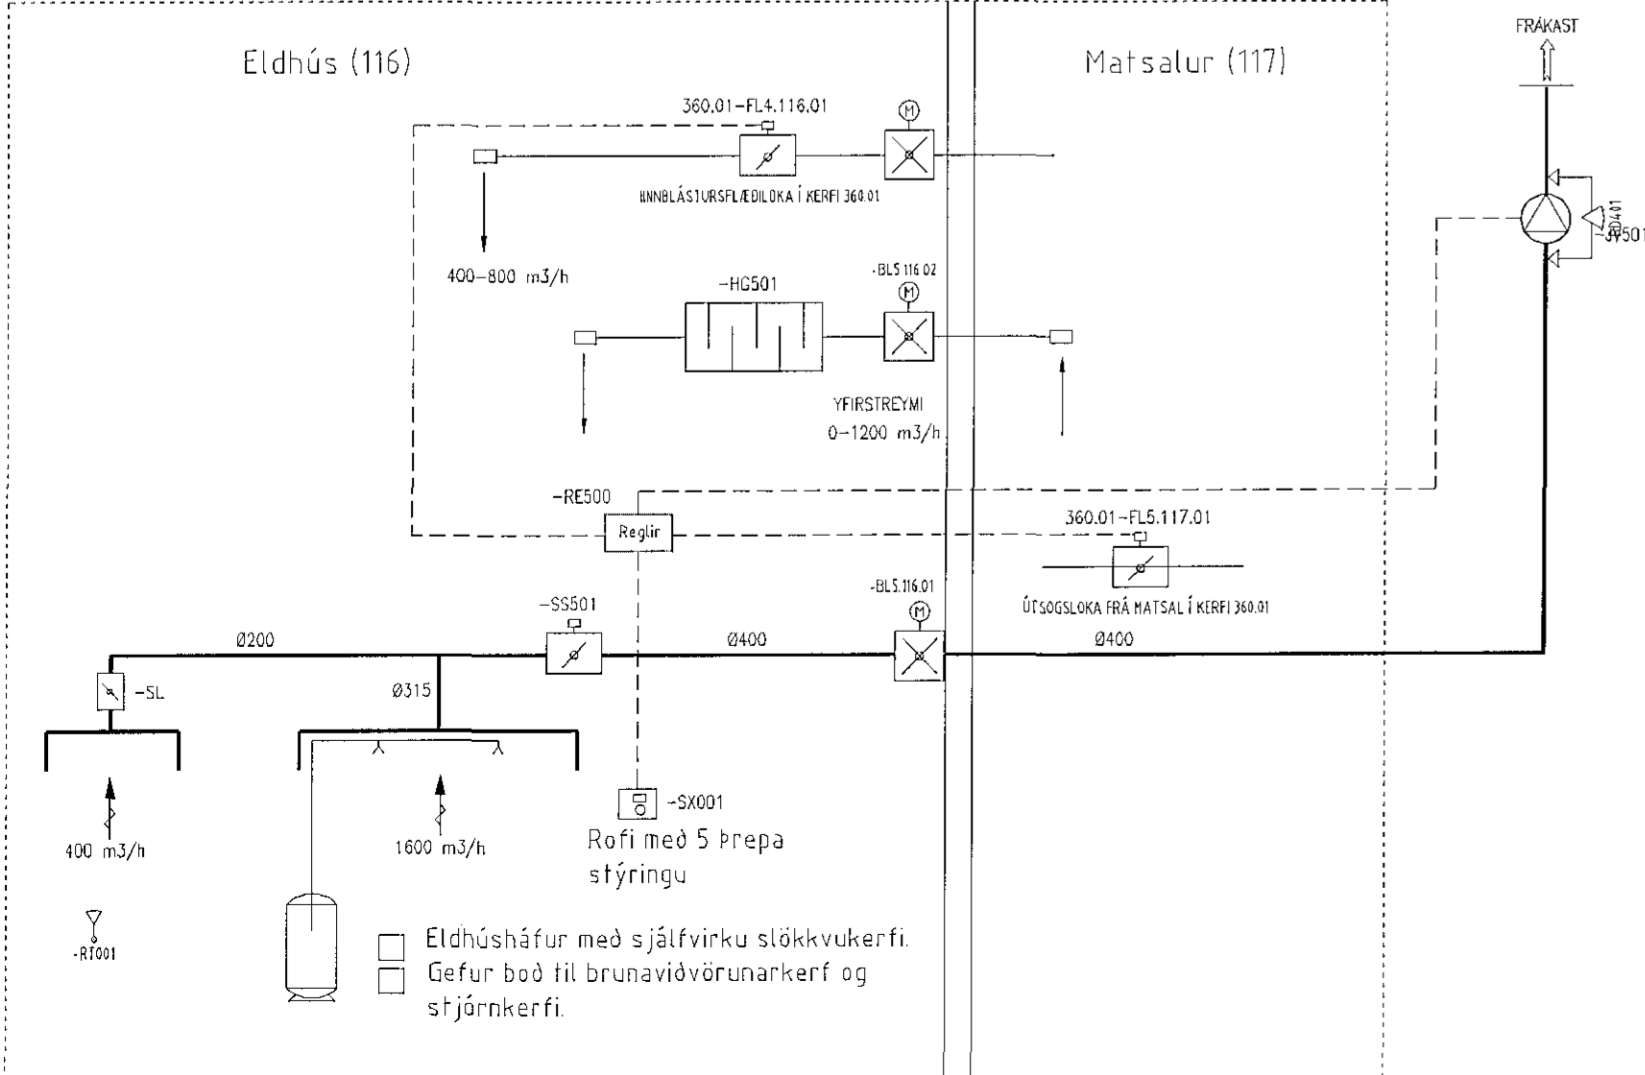 FRÁKAST
Eldhús (116)
Matsalur (117)
360.01-FL4.116.01
M
INNBLÁSTURSFLÆÐILOKA Í KERFI 360.01
400-800 m3/h
-HG501
-BL5.116.02
M
YFIRSTREYMI
0-1200 m3/h
-RE500
Reglir
360.01-FL5.117.01
ÚTSOGSLOKA FRÁ MATSAL Í KERFI 360.01
-BL5.116.01
M
-SS501
Ø200
Ø400
Ø400
-SL
Ø315
-SX001
Rofi með 5 Þrepa
stýringu
400 m3/h
1600 m3/h
-RT001
Eldhúsháfur með sjálfvirku slökkvukerfi.
Gefur boð til brunaviðvörunarkerf og
stjórnkerfi.